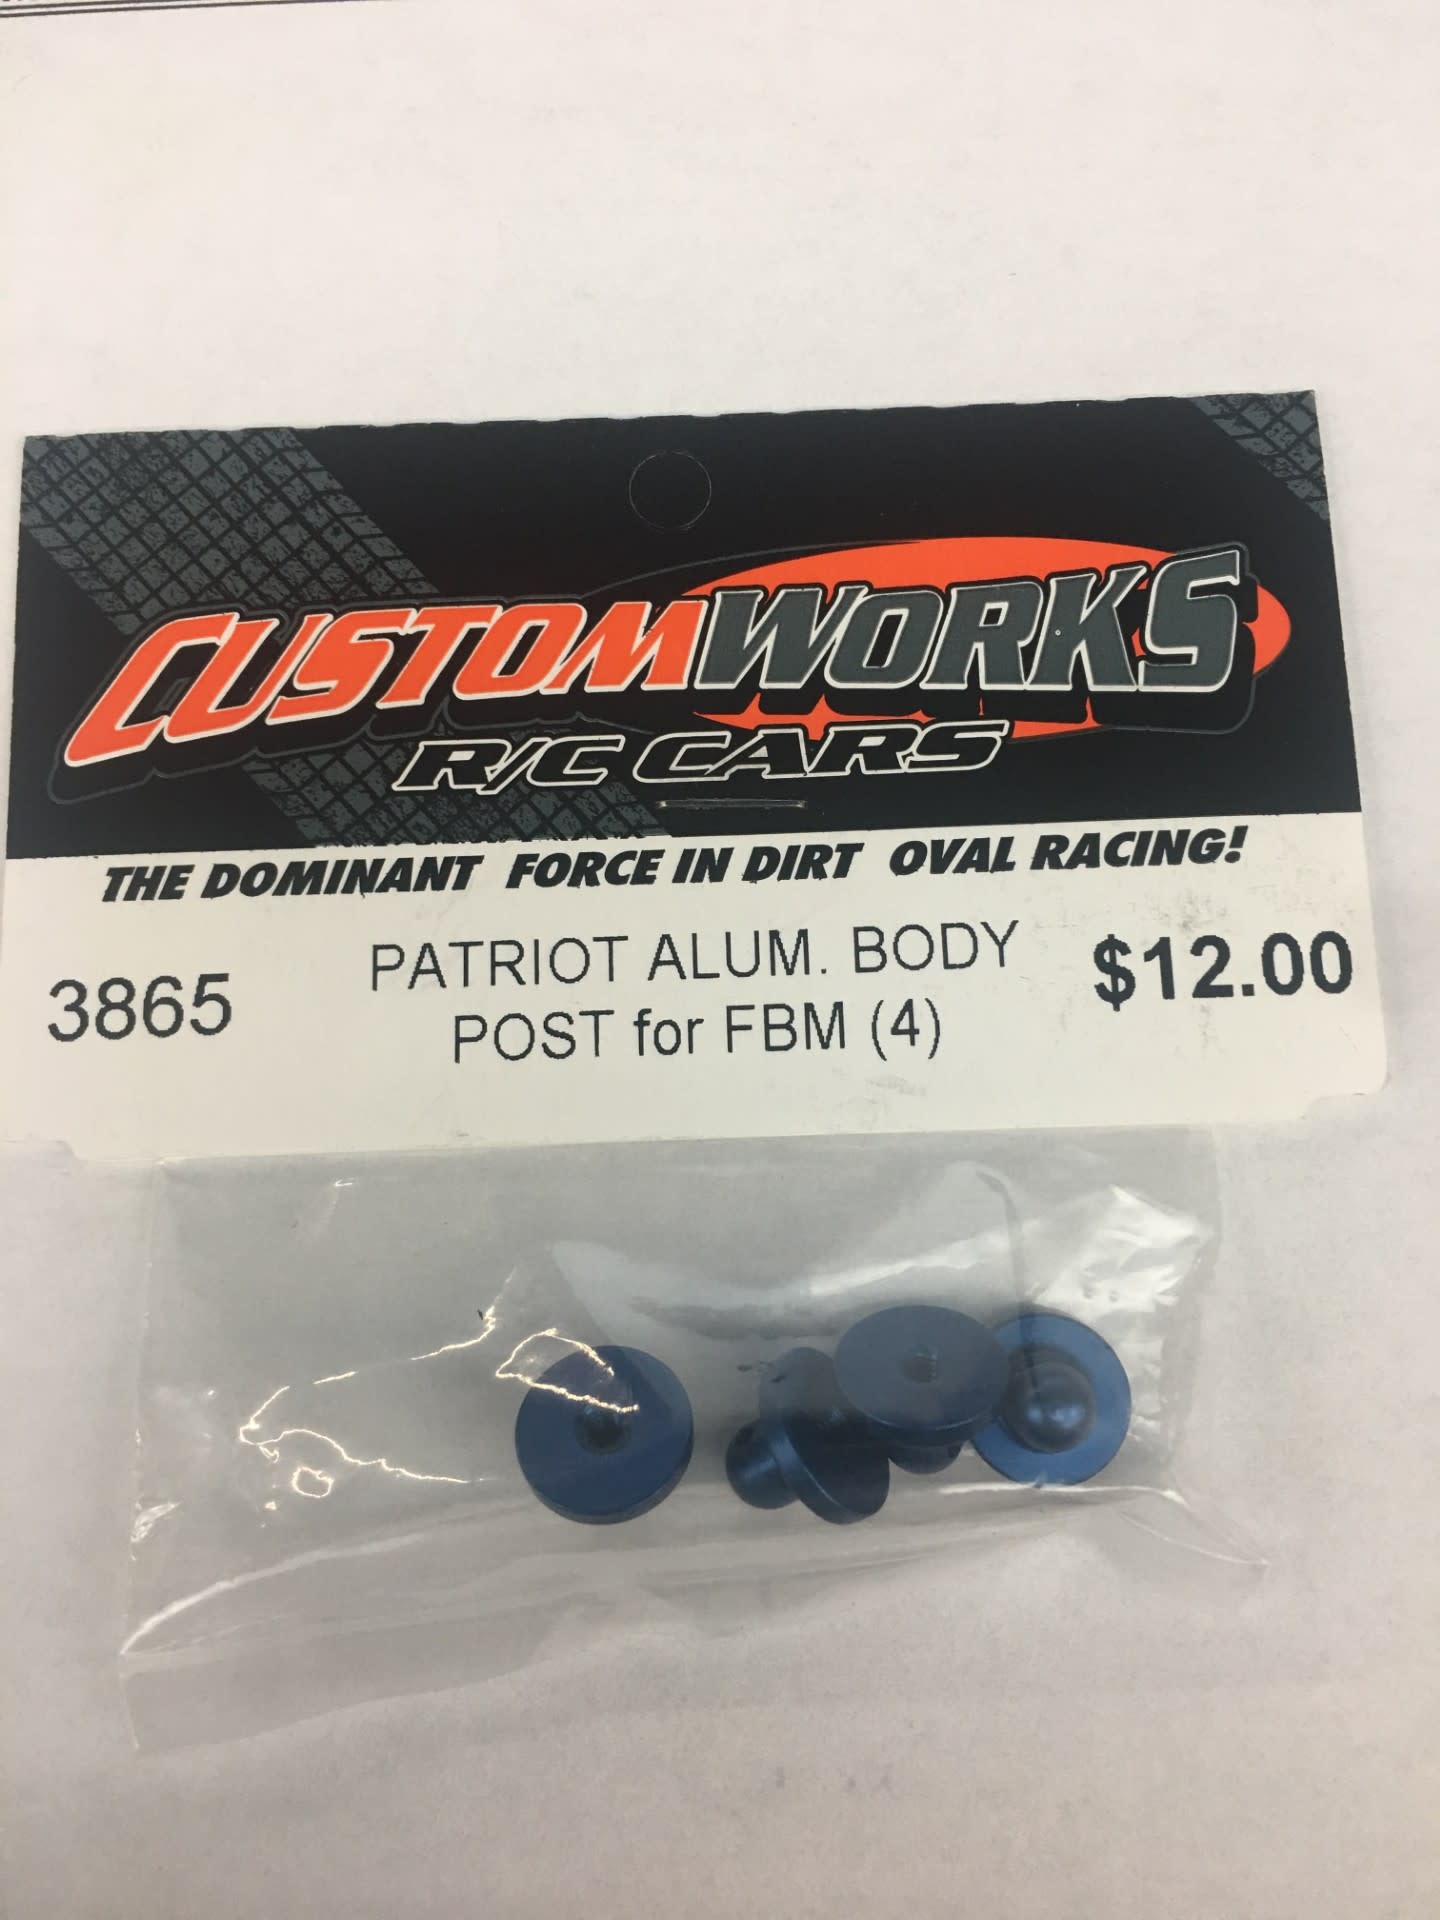 CUSTOMWORKS
R/C CARS
THE DOMINANT FORCE IN DIRT OVAL RACING!
3865
PATRIOT ALUM. BODY
POST for FBM (4)
$12.00